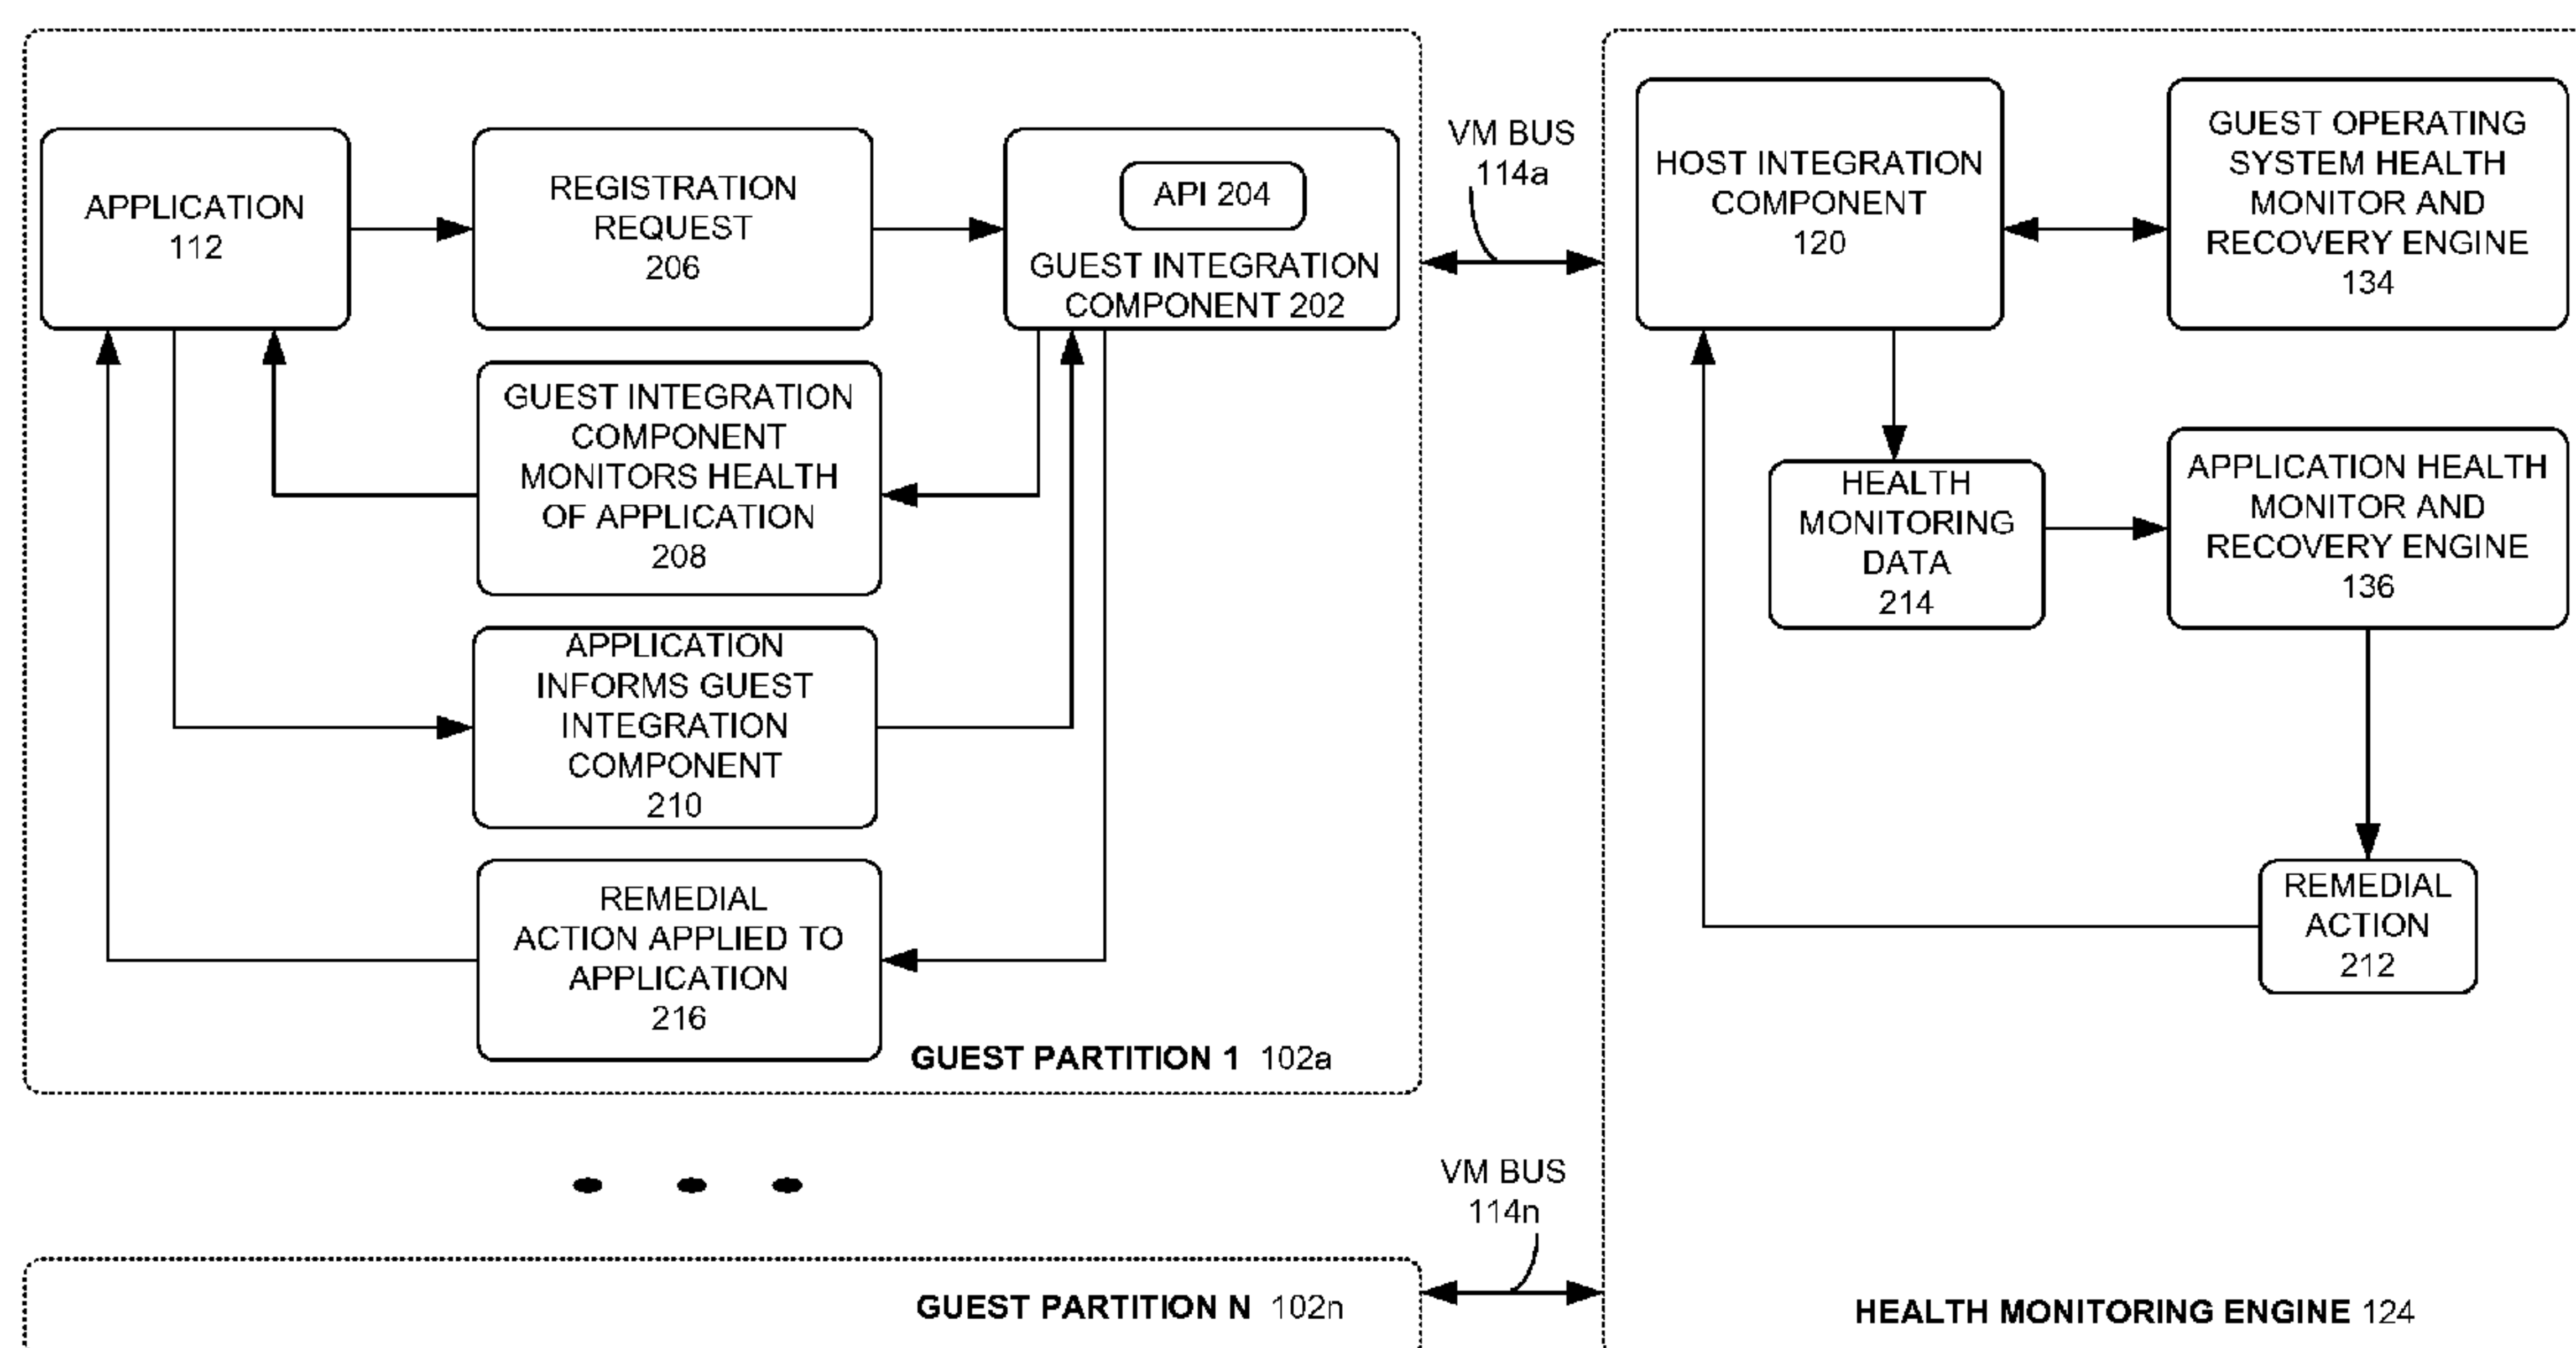 APPLICATION
112
REGISTRATION
REQUEST
206
API 204
GUEST INTEGRATION
COMPONENT 202
GUEST INTEGRATION
COMPONENT
MONITORS HEALTH
OF APPLICATION
208
APPLICATION
INFORMS GUEST
INTEGRATION
COMPONENT
210
REMEDIAL
ACTION APPLIED TO
APPLICATION
216
GUEST PARTITION 1 102a
VM BUS
114a
HOST INTEGRATION
COMPONENT
120
GUEST OPERATING
SYSTEM HEALTH
MONITOR AND
RECOVERY ENGINE
134
HEALTH
MONITORING
DATA
214
APPLICATION HEALTH
MONITOR AND
RECOVERY ENGINE
136
REMEDIAL
ACTION
212
VM BUS
114n
GUEST PARTITION N 102n
HEALTH MONITORING ENGINE 124